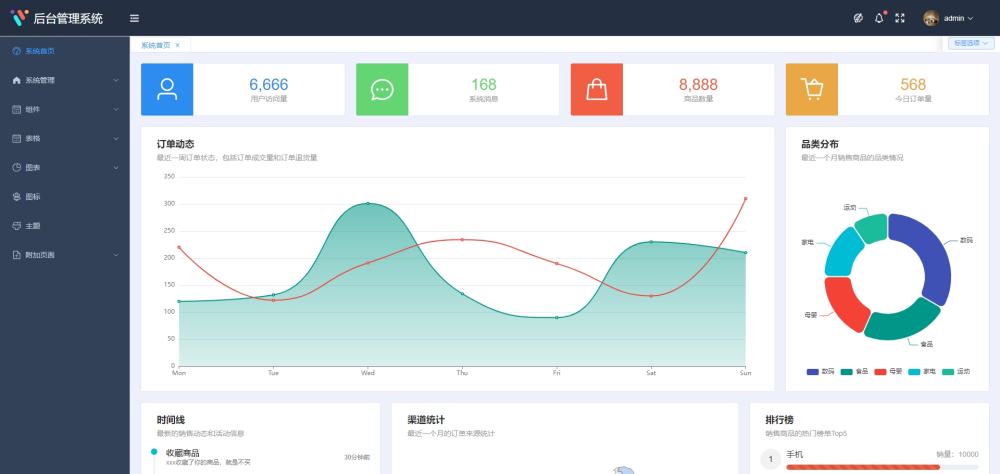 后台管理系统
admin
系统首页
系统管理
组件
表格
图表
图标
主题
附加页面
系统首页 ×
标签选项
6,666
用户访问量
168
系统消息
8,888
商品数量
568
今日订单量
订单动态
最近一周订单状态，包括订单成交量和订单退货量
350
300
250
200
150
100
50
0
Mon Tue Wed Thu Fri Sat Sun
品类分布
最近一个月销售商品的品类情况
运动
数码
家电
母婴
食品
数码 食品 母婴 家电 运动
时间线
最新的销售动态和活动信息
收藏商品
30分钟前
xxx收藏了你的商品，就是不买
渠道统计
最近一个月的订单来源统计
排行榜
销售商品的热门榜单Top5
1
手机
销量：10000